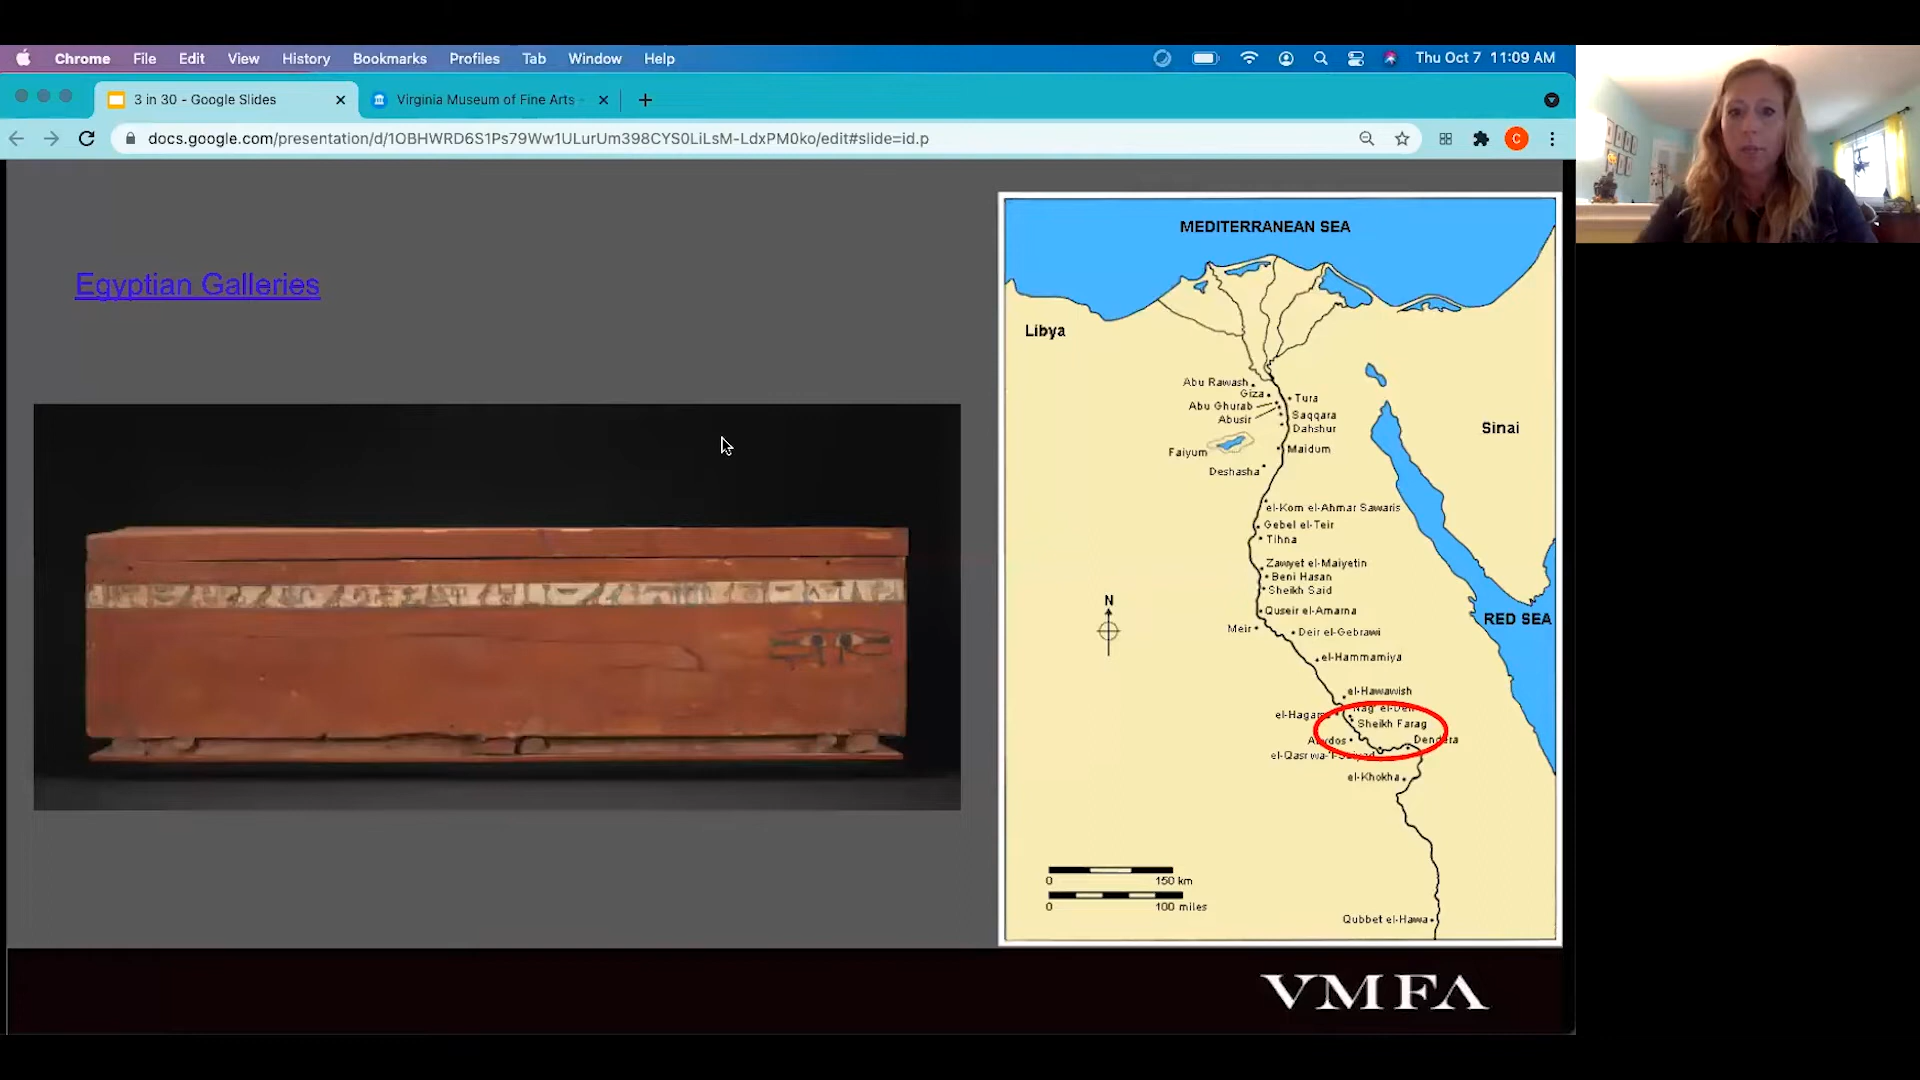 Chrome File Edit View History Bookmarks Profiles Tab Window Help Thu Oct 7 11:09 AM
3 in 30 - Google Slides Virginia Museum of Fine Arts -
docs.google.com/presentation/d/1OBHWRD6S1Ps79Ww1ULurUm398CYS0LiLsM-LdxPM0ko/edit#slide=id.p
C
Egyptian Galleries
MEDITERRANEAN SEA
Libya
Abu Rawash
Giza
Tura
Abu Ghurab
Saqqara
Abusir
Dahshur
Sinai
Faiyum
Maidum
Deshasha
el-Kom el-Ahmar Sawaris
Gebel el-Teir
Tihna
Zawyet el-Maiyetin
Beni Hasan
Sheikh Said
N
Quseir el-Amarna
RED SEA
Meir
Deir el-Gebrawi
el-Hammamiya
el-Hawawish
el-Hagarsa
Sheikh Farag
Abydos
Dendera
el-Khokha
0 150 km
0 100 miles
Qubbet el-Hawa
VMFA